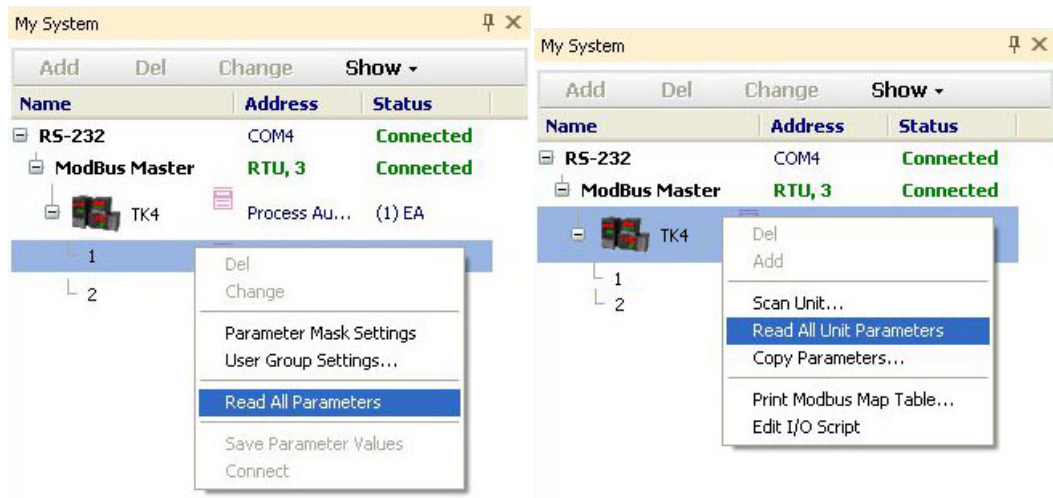 My System
Add Del Change Show
Name Address Status
RS-232 COM4 Connected
ModBus Master RTU, 3 Connected
TK4 Process Au... (1) EA
1
2
Del
Change
Parameter Mask Settings
User Group Settings...
Read All Parameters
Save Parameter Values
Connect
My System
Add Del Change Show
Name Address Status
RS-232 COM4 Connected
ModBus Master RTU, 3 Connected
TK4
1
2
Del
Add
Scan Unit...
Read All Unit Parameters
Copy Parameters...
Print Modbus Map Table...
Edit I/O Script